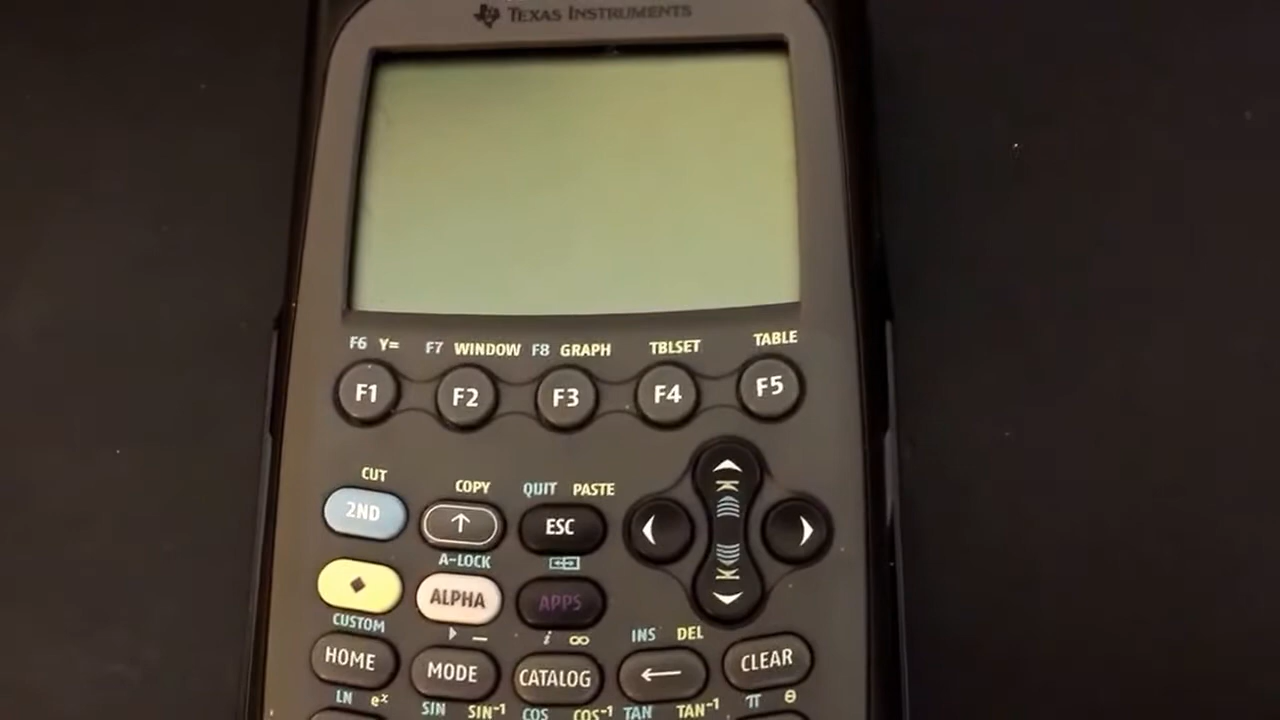 TEXAS INSTRUMENTS
F6 Y= F7 WINDOW F8 GRAPH TBLSET TABLE
F1 F2 F3 F4 F5
CUT COPY QUIT PASTE
2ND ↑ ESC
A-LOCK
◆ ALPHA APPS
CUSTOM ▶ — i ∞ INS DEL
HOME MODE CATALOG ← CLEAR
LN eˣ SIN SIN⁻¹ COS COS⁻¹ TAN TAN⁻¹ π θ